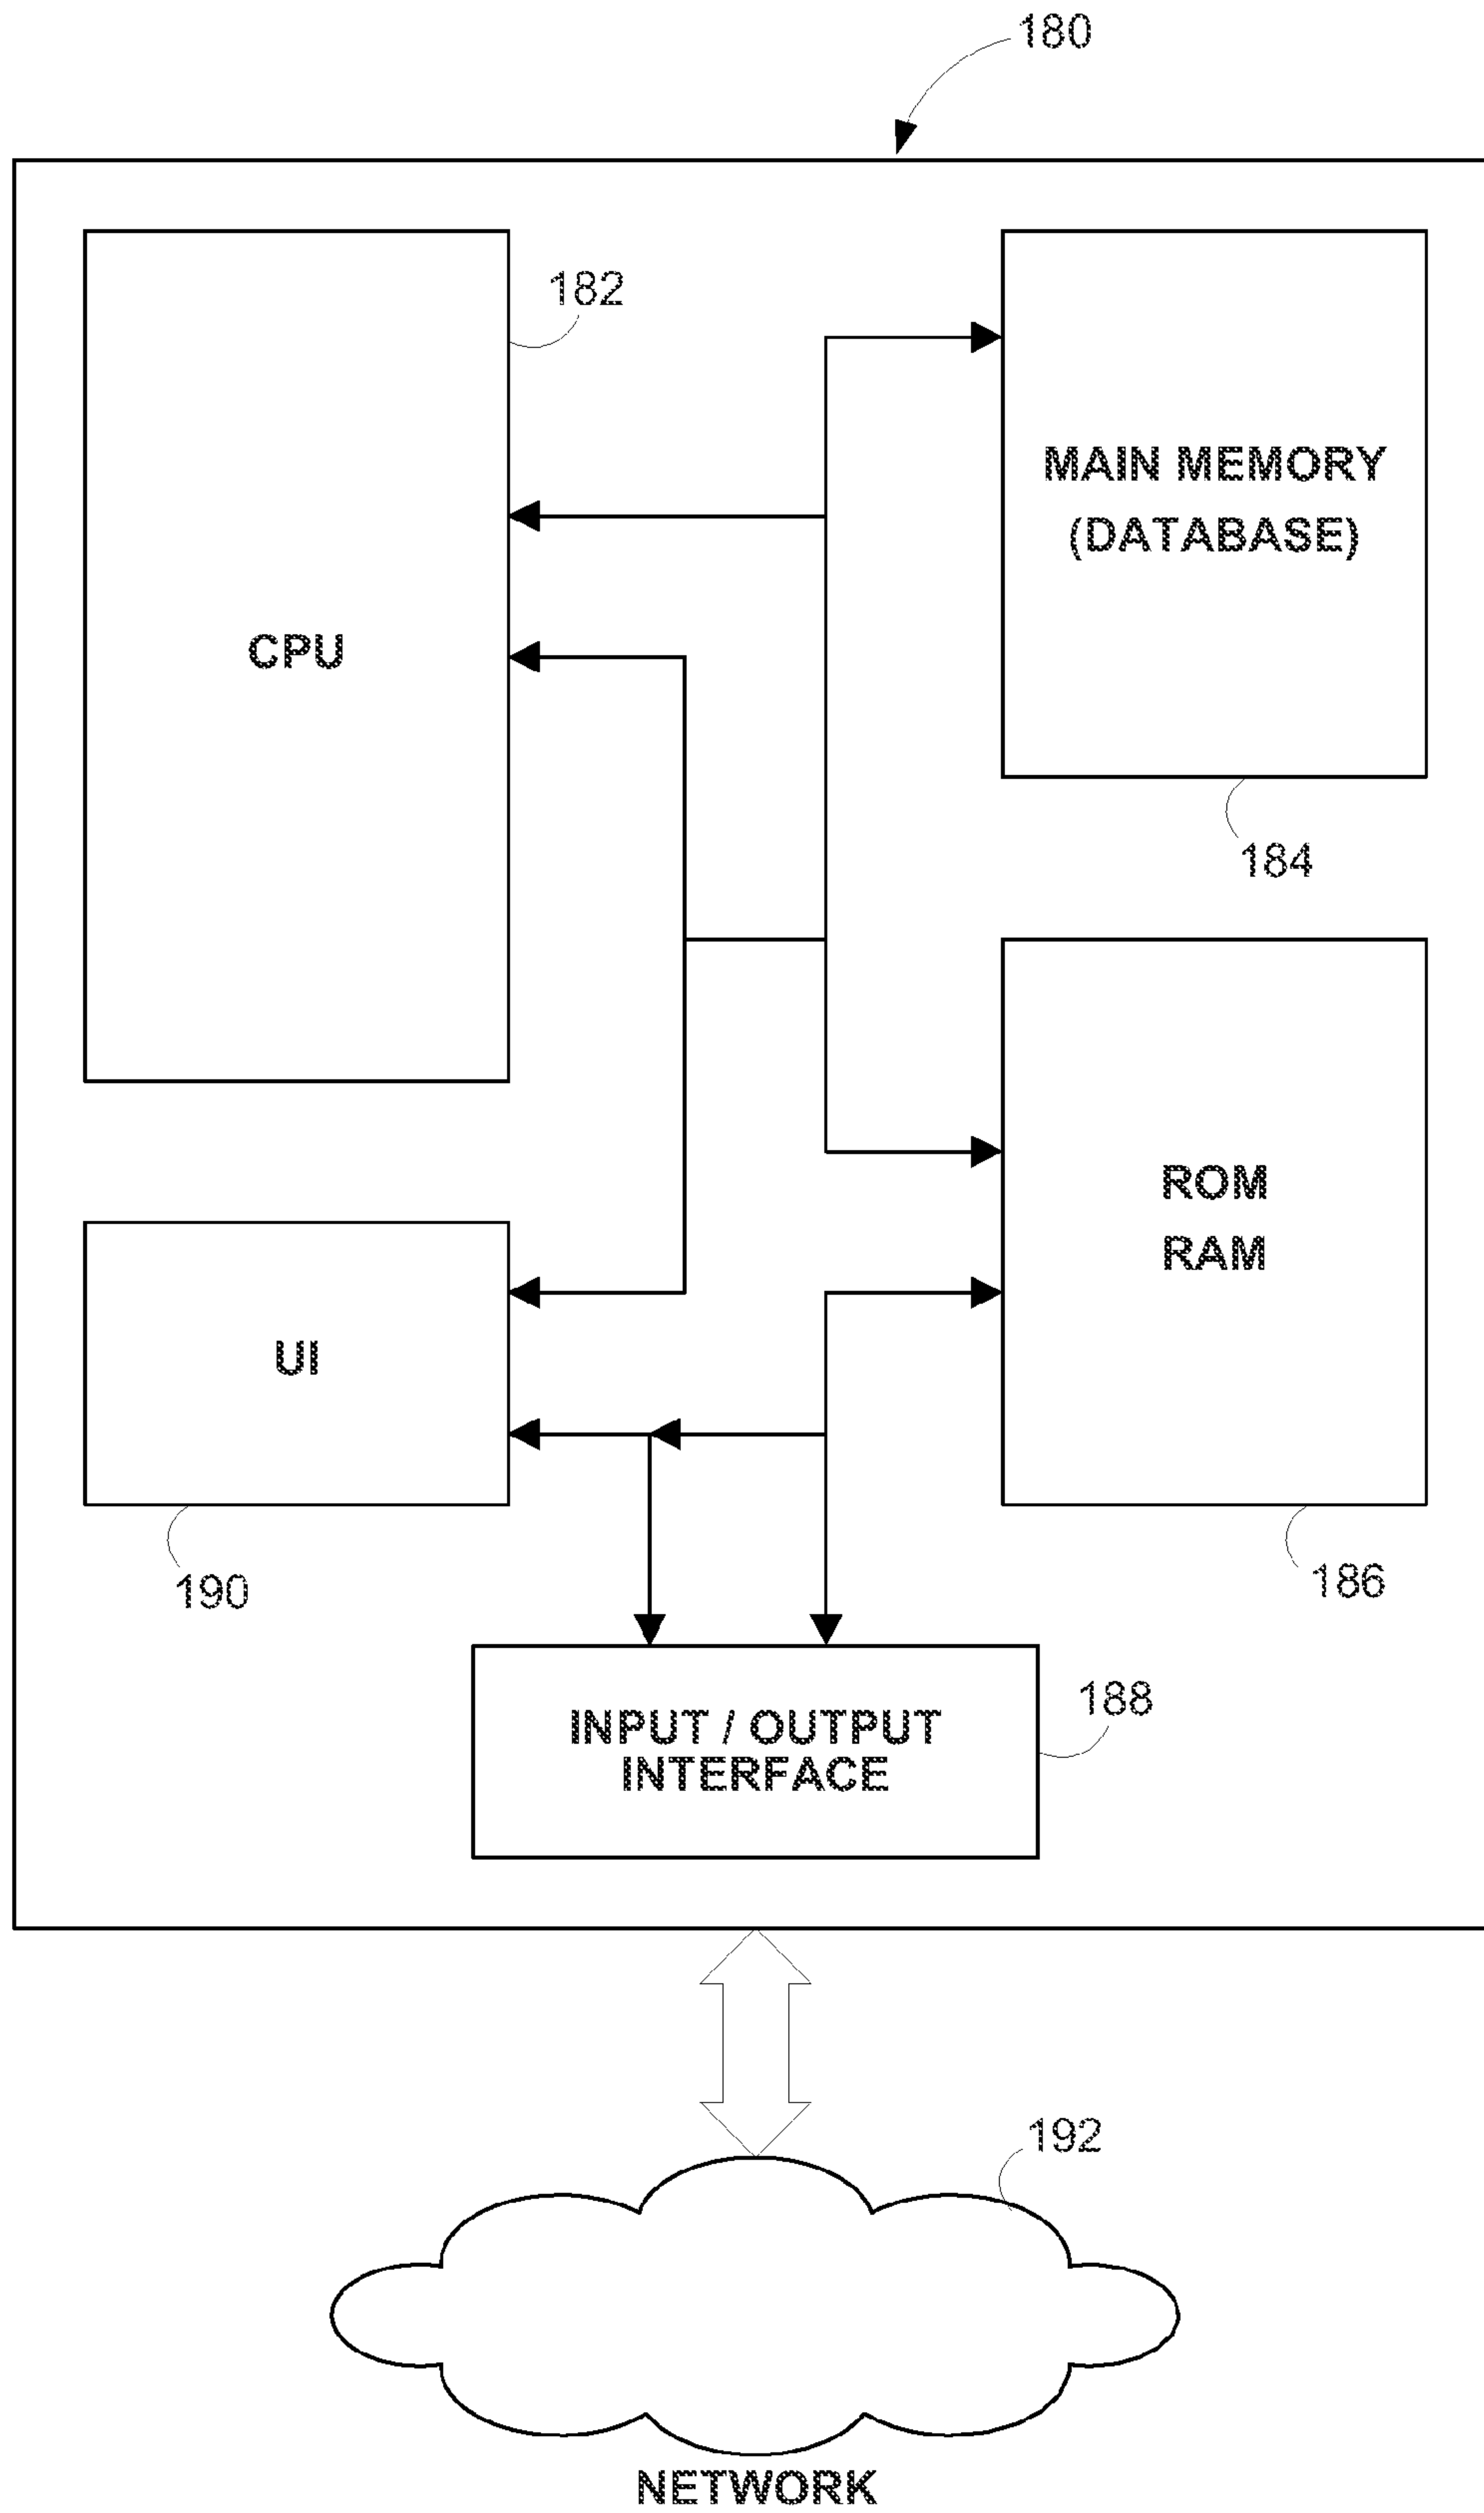 180
182
MAIN MEMORY
(DATABASE)
CPU
184
ROM
RAM
UI
190
186
188
INPUT / OUTPUT
INTERFACE
192
NETWORK